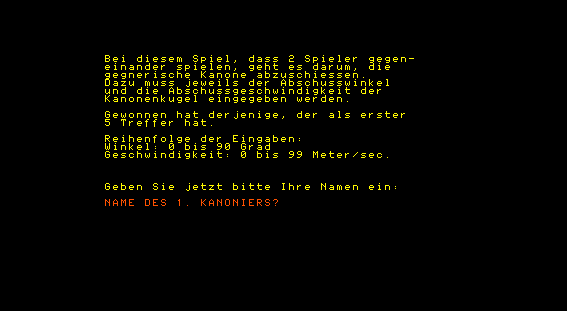 Bei diesem Spiel, dass 2 Spieler gegen-
einander spielen, geht es darum, die
gegnerische Kanone abzuschiessen.
Dazu muss jeweils der Abschusswinkel
und die Abschussgeschwindigkeit der
Kanonenkugel eingegeben werden.
Gewonnen hat derjenige, der als erster
5 Treffer hat.
Reihenfolge der Eingaben:
Winkel: 0 bis 90 Grad
Geschwindigkeit: 0 bis 99 Meter/sec.
Geben Sie jetzt bitte Ihre Namen ein:
NAME DES 1. KANONIERS?